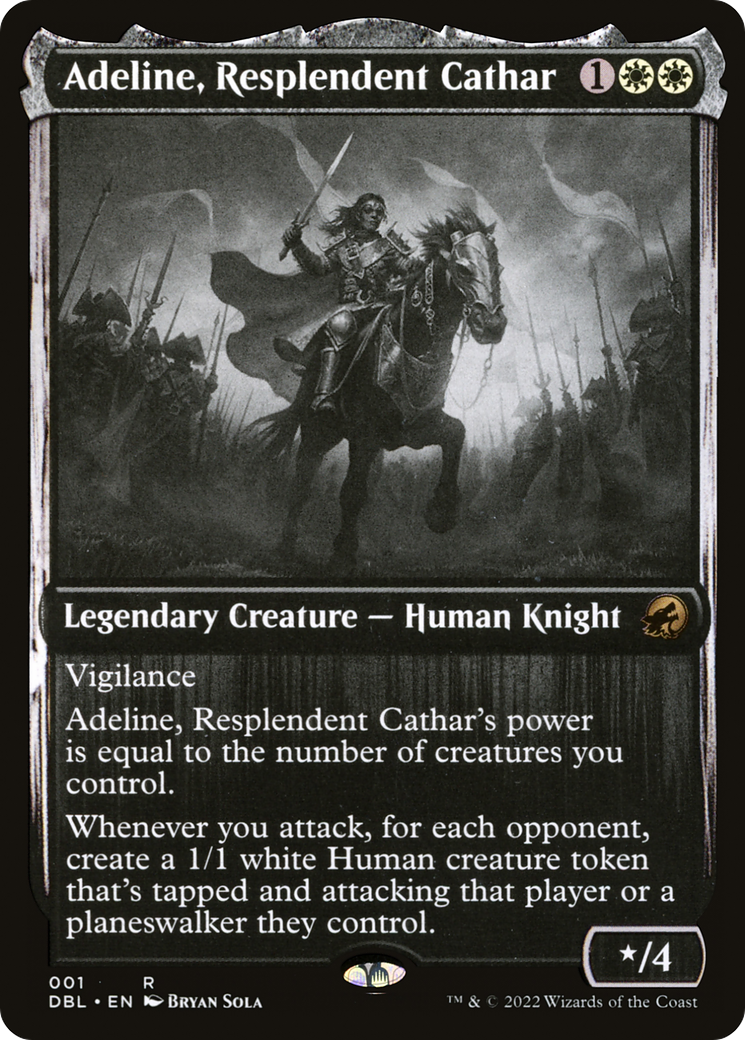 Adeline, Resplendent Cathar 1
Legendary Creature — Human Knight
Vigilance
Adeline, Resplendent Cathar's power
is equal to the number of creatures you
control.
Whenever you attack, for each opponent,
create a 1/1 white Human creature token
that's tapped and attacking that player or a
planeswalker they control.
★/4
001 R
DBL • EN Bryan Sola
™ & © 2022 Wizards of the Coast